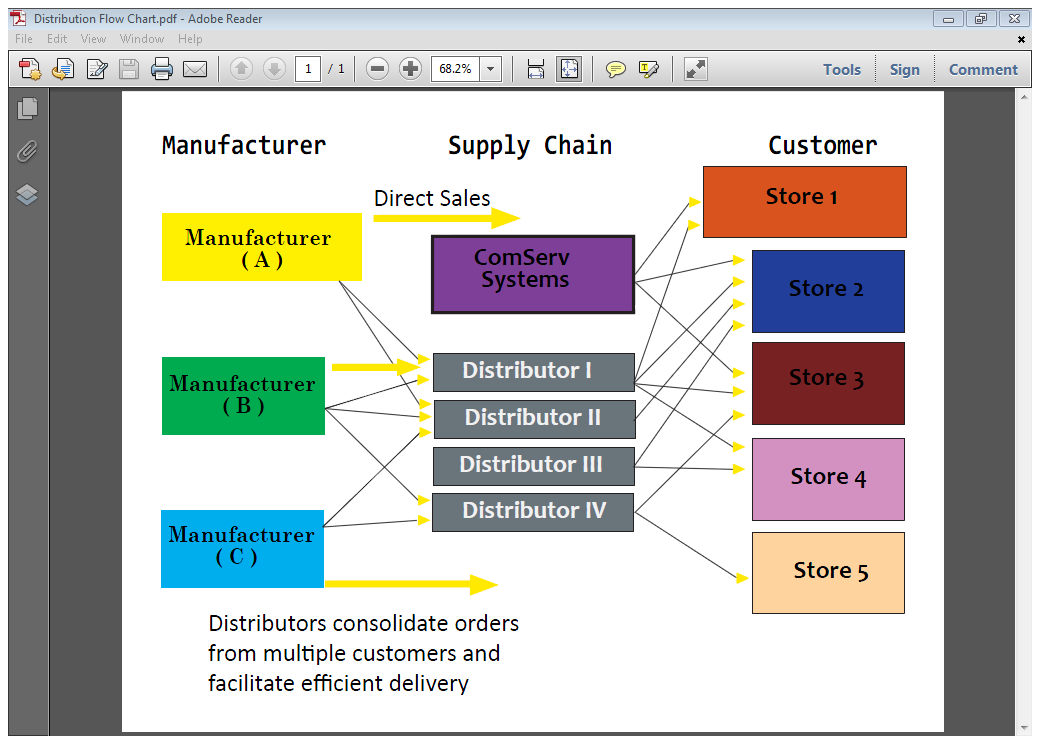 Distribution Flow Chart.pdf - Adobe Reader
File Edit View Window Help
1 / 1 68.2% Tools Sign Comment
Manufacturer Supply Chain Customer
Direct Sales
Manufacturer
( A )
ComServ
Systems
Store 1
Store 2
Manufacturer
( B )
Distributor I
Store 3
Distributor II
Distributor III
Store 4
Distributor IV
Manufacturer
( C )
Store 5
Distributors consolidate orders
from multiple customers and
facilitate efficient delivery